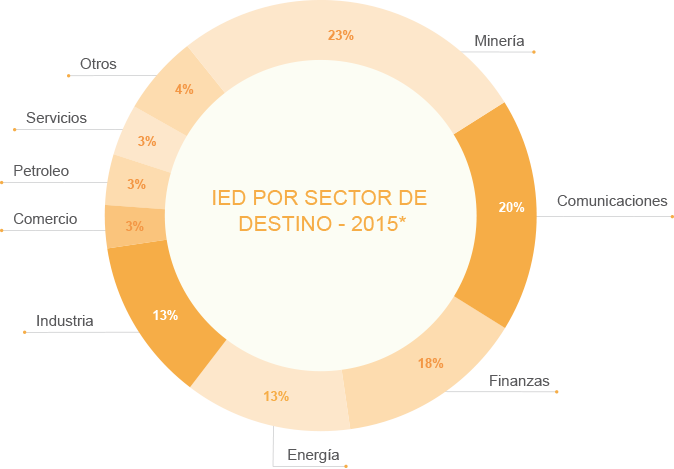 23%
Minería
Otros
4%
Servicios
3%
Petroleo
3%
IED POR SECTOR DE
DESTINO - 2015*
Comunicaciones
20%
Comercio
3%
Industria
13%
18%
Finanzas
13%
Energía